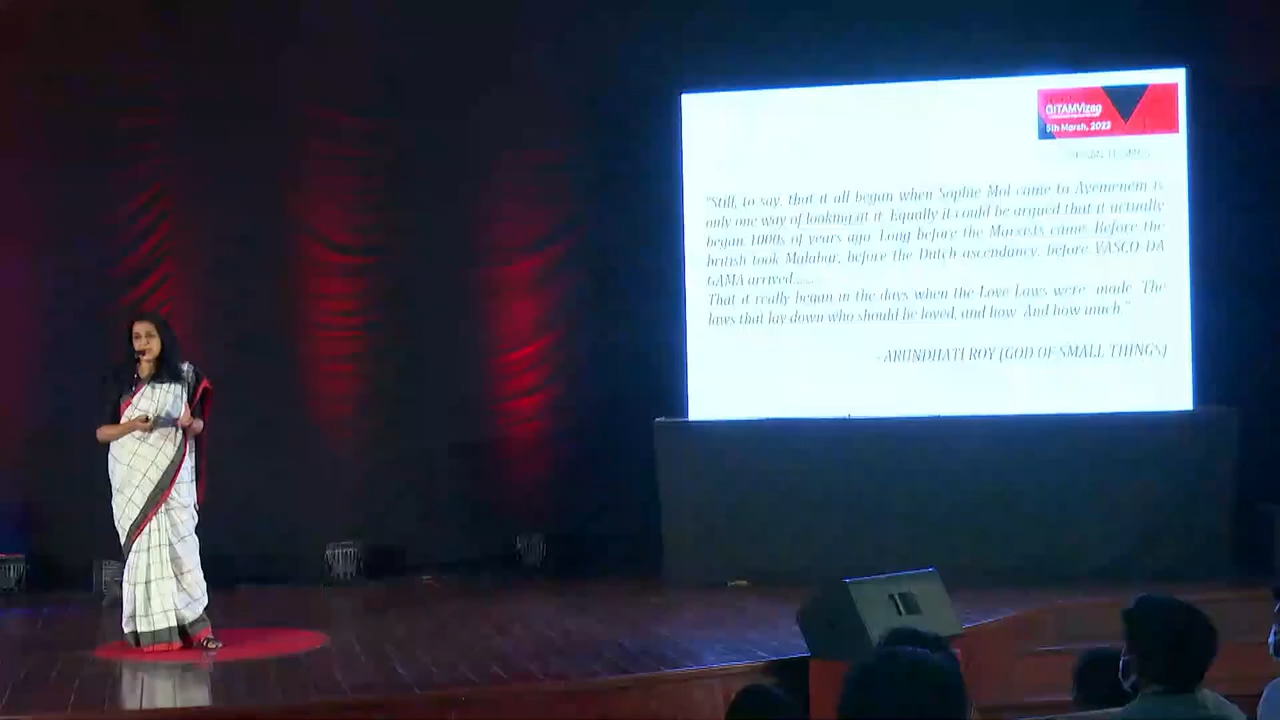 GITAMVizag
5th March, 2022
"Still, to say, that it all began when Sophie Mol came to Ayemenem is
only one way of looking at it. Equally it could be argued that it actually
began 1000s of years ago. Long before the Marxists came. Before the
british took Malabar, before the Dutch ascendancy, before VASCO DA
GAMA arrived.......
That it really began in the days when the Love Laws were made. The
laws that lay down who should be loved, and how. And how much."
- ARUNDHATI ROY (GOD OF SMALL THINGS)